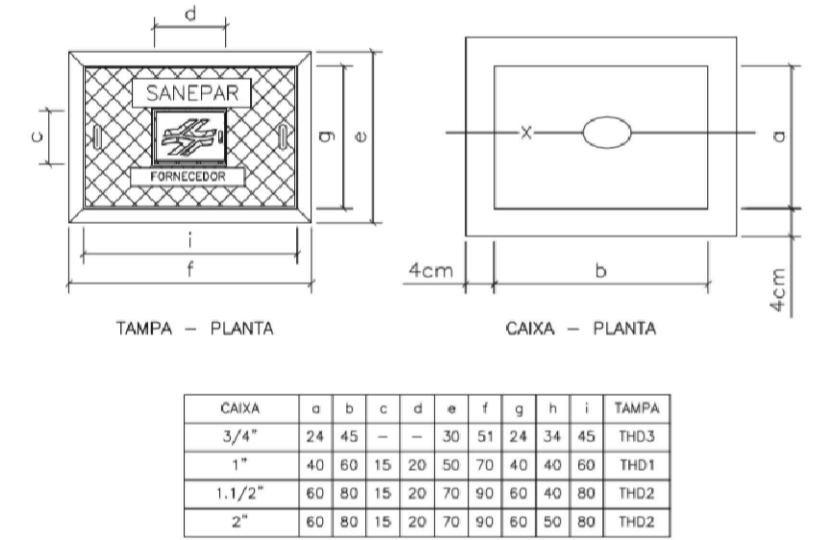 d
SANEPAR
c
FORNECEDOR
g
e
i
f
TAMPA – PLANTA
X
a
4cm
b
4cm
CAIXA – PLANTA
CAIXA a b c d e f g h i TAMPA
3/4" 24 45 – – 30 51 24 34 45 THD3
1" 40 60 15 20 50 70 40 40 60 THD1
1.1/2" 60 80 15 20 70 90 60 40 80 THD2
2" 60 80 15 20 70 90 60 50 80 THD2